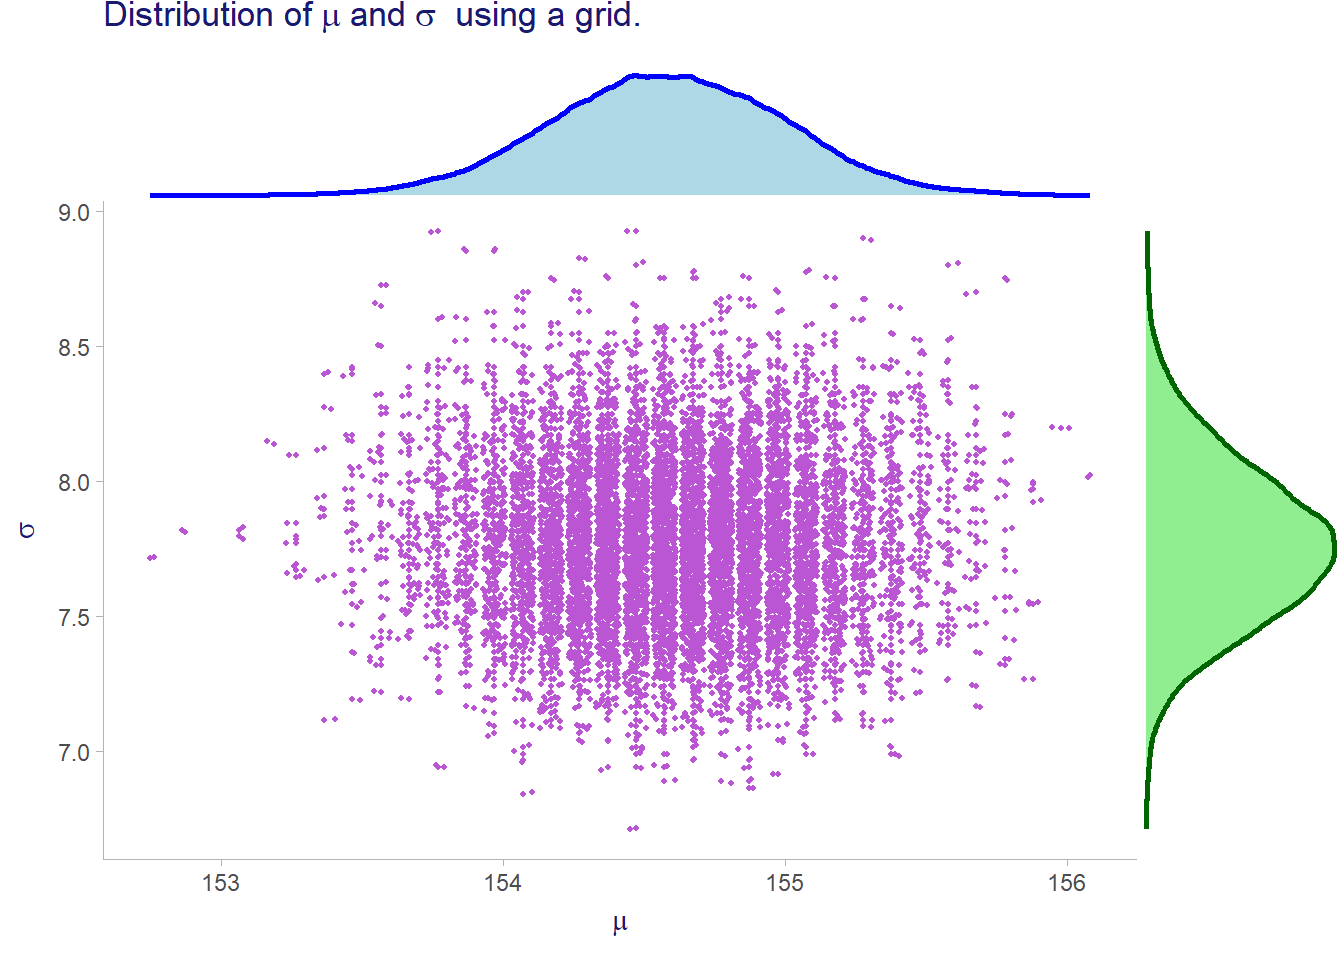 Distribution of μ and σ  using a grid.
9.0
8.5
8.0
σ
7.5
7.0
153 154 155 156
μ